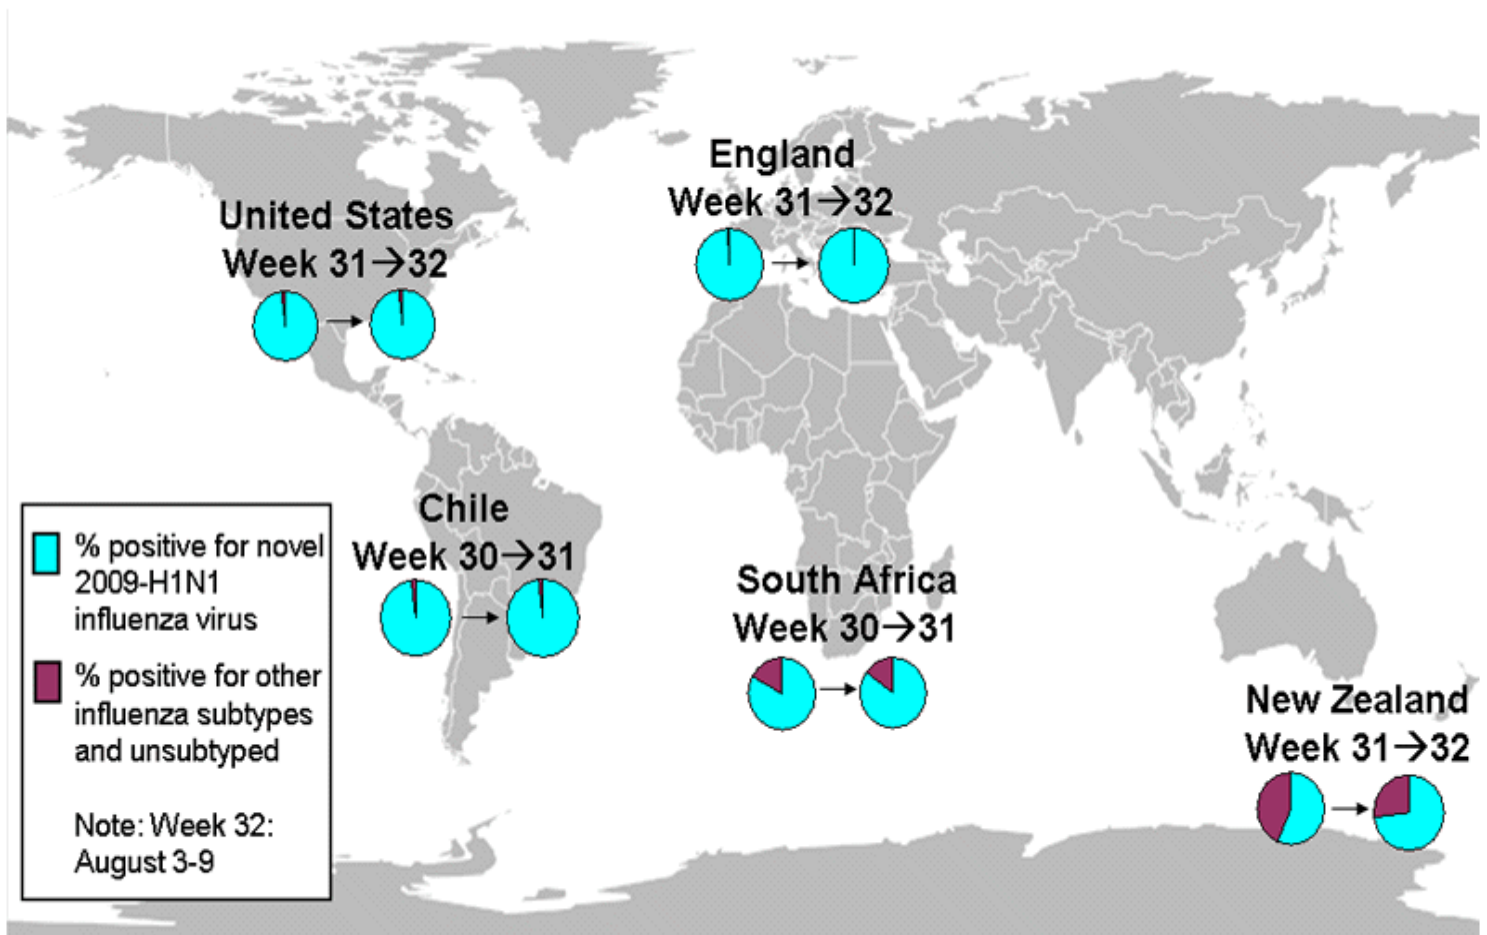 England
Week 31→32
United States
Week 31→32
Chile
Week 30→31
South Africa
Week 30→31
New Zealand
Week 31→32
% positive for novel
2009-H1N1
influenza virus
% positive for other
influenza subtypes
and unsubtyped
Note: Week 32:
August 3-9